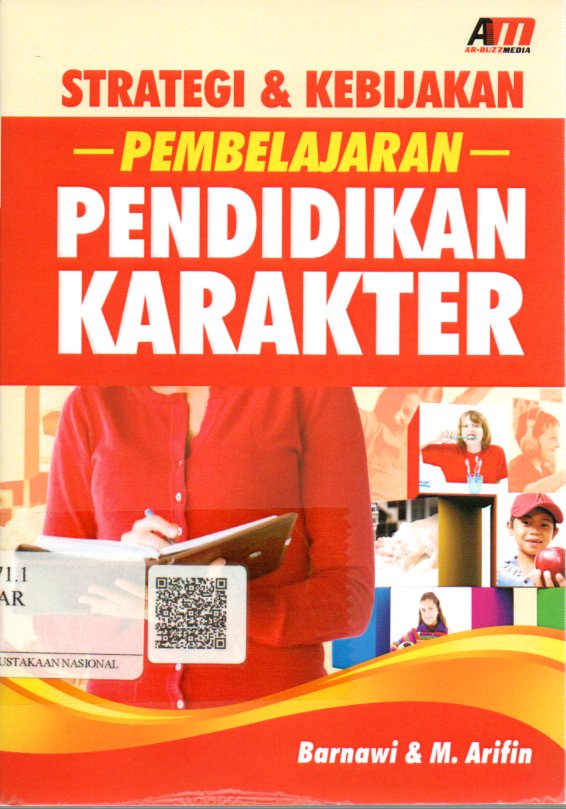 AM
AR-RUZZMEDIA
STRATEGI & KEBIJAKAN
PEMBELAJARAN
PENDIDIKAN
KARAKTER
71.1
AR
USTAKAAN NASIONAL
Barnawi & M. Arifin